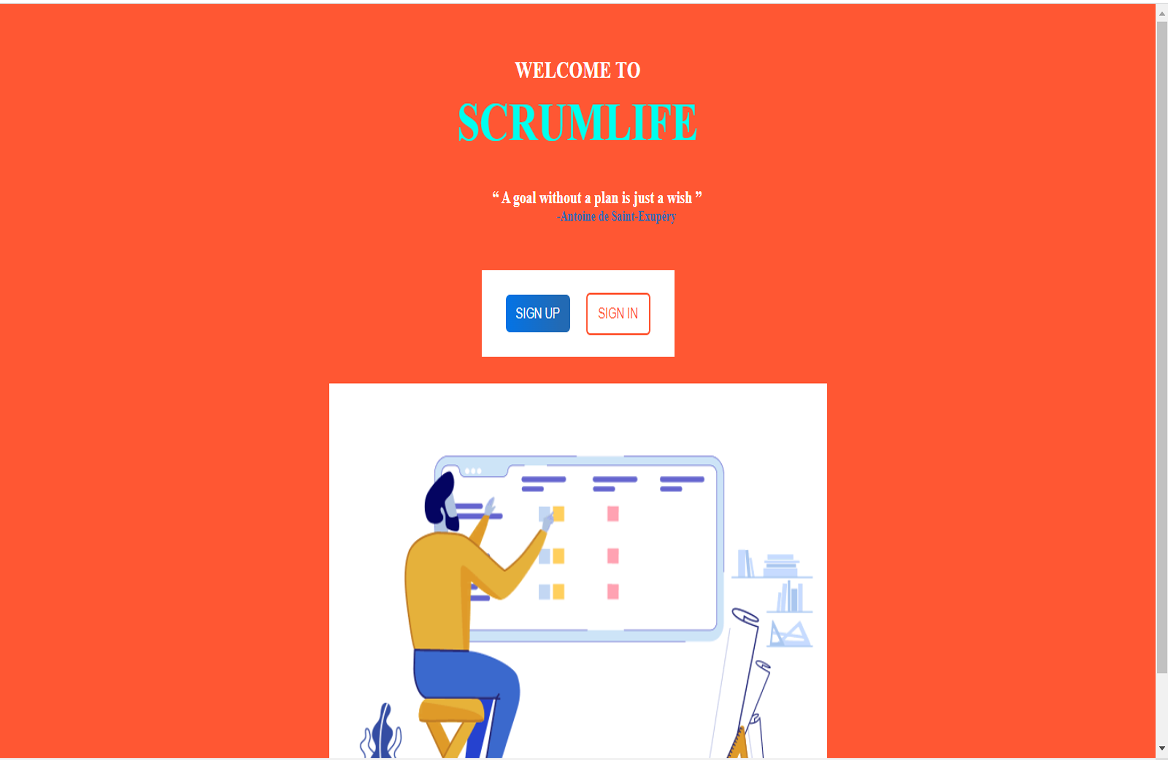 WELCOME TO
SCRUMLIFE
“ A goal without a plan is just a wish ”
-Antoine de Saint-Exupéry
SIGN UP
SIGN IN